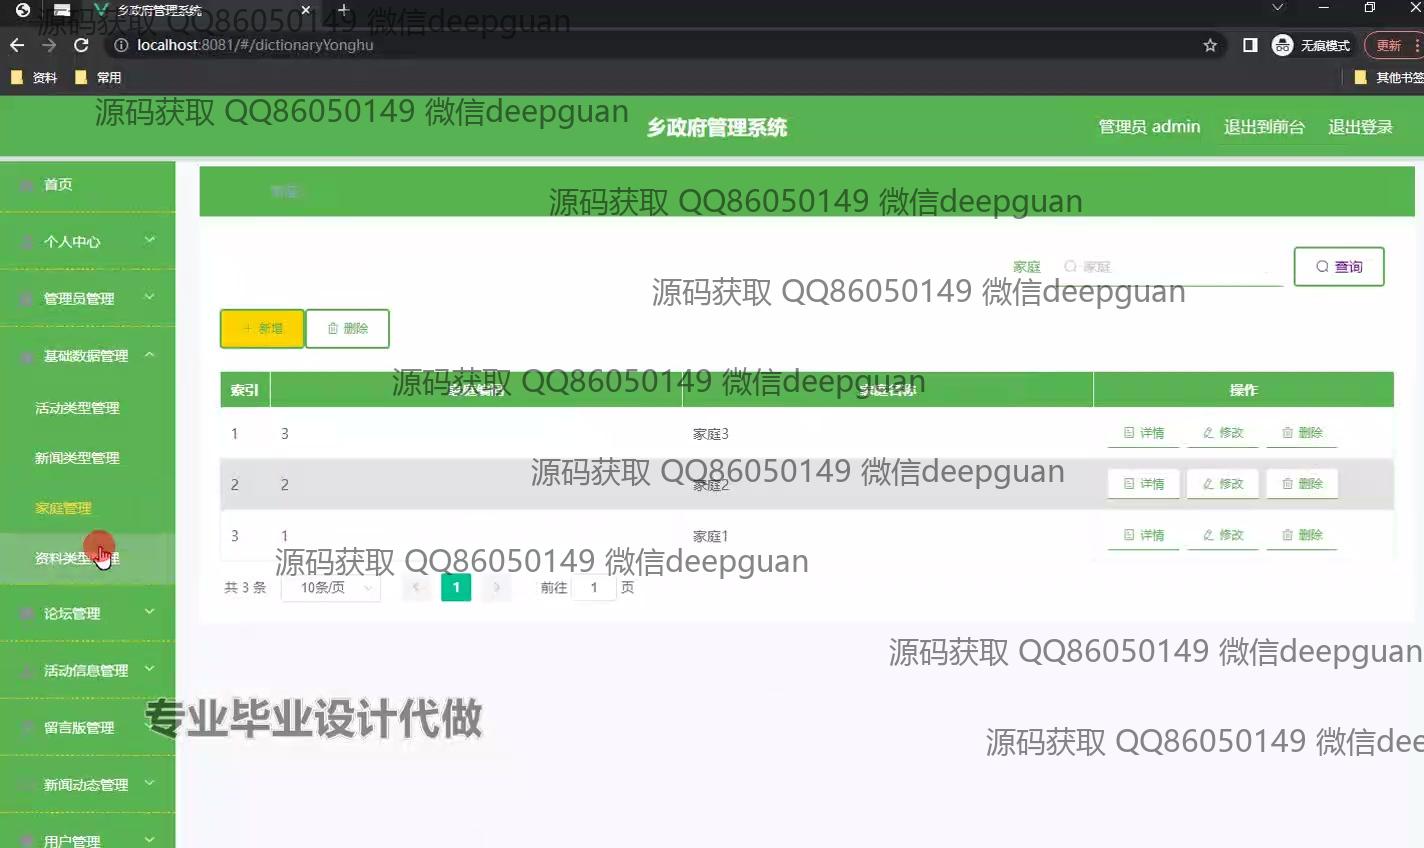 乡政府管理系统
源码获取 QQ86050149 微信deepguan
localhost:8081/#/dictionaryYonghu
无痕模式
更新
资料
常用
其他书签
源码获取 QQ86050149 微信deepguan
乡政府管理系统
管理员 admin
退出到前台
退出登录
首页
源码获取 QQ86050149 微信deepguan
个人中心
家庭
家庭
查询
管理员管理
源码获取 QQ86050149 微信deepguan
+ 新增
删除
基础数据管理
源码获取 QQ86050149 微信deepguan
索引
家庭名称
操作
活动类型管理
1 3 家庭3 详情 修改 删除
新闻类型管理
源码获取 QQ86050149 微信deepguan
2 2 家庭2 详情 修改 删除
家庭管理
3 1 家庭1 详情 修改 删除
资料类型管理
源码获取 QQ86050149 微信deepguan
共 3 条
10条/页
1
前往 1 页
论坛管理
源码获取 QQ86050149 微信deepguan
活动信息管理
专业毕业设计代做
留言版管理
源码获取 QQ86050149 微信dee
新闻动态管理
用户管理